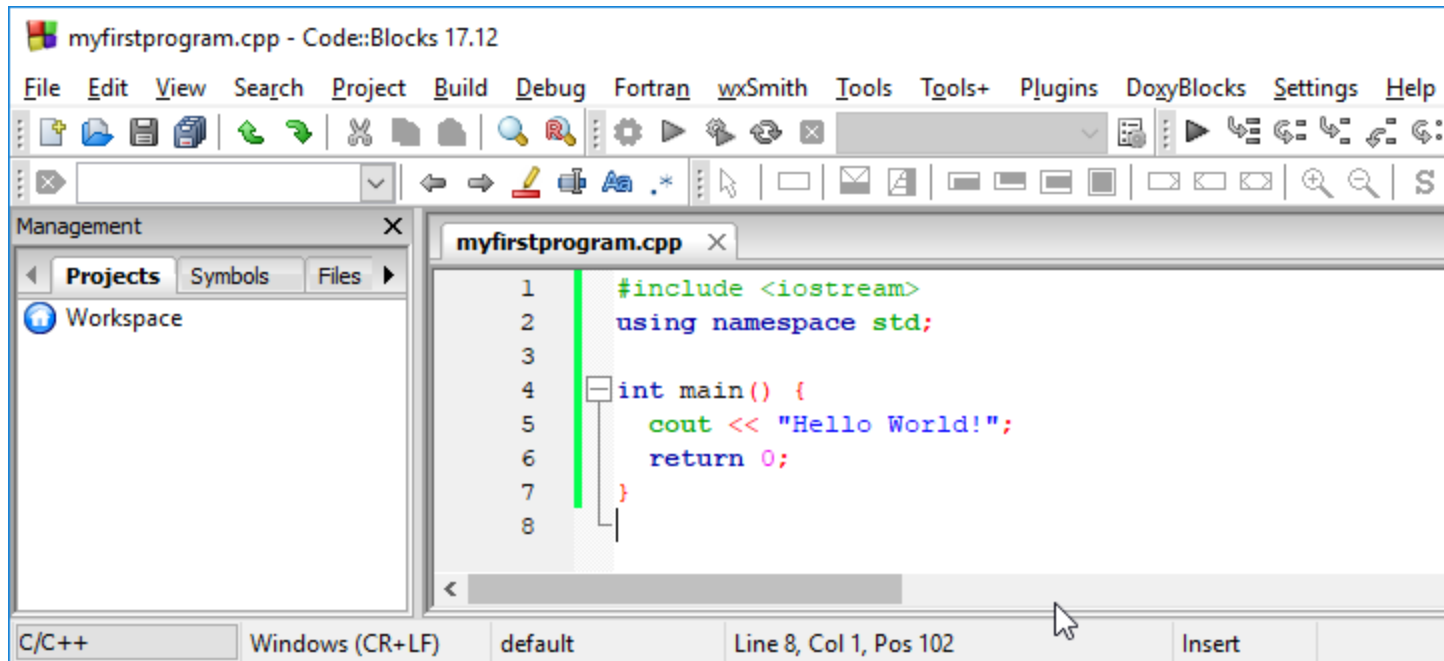 myfirstprogram.cpp - Code::Blocks 17.12
File Edit View Search Project Build Debug Fortran wxSmith Tools Tools+ Plugins DoxyBlocks Settings Help
S
Management
Projects Symbols Files
Workspace
myfirstprogram.cpp
1 #include <iostream>
2 using namespace std;
3
4 int main() {
5 cout << "Hello World!";
6 return 0;
7 }
8
C/C++ Windows (CR+LF) default Line 8, Col 1, Pos 102 Insert